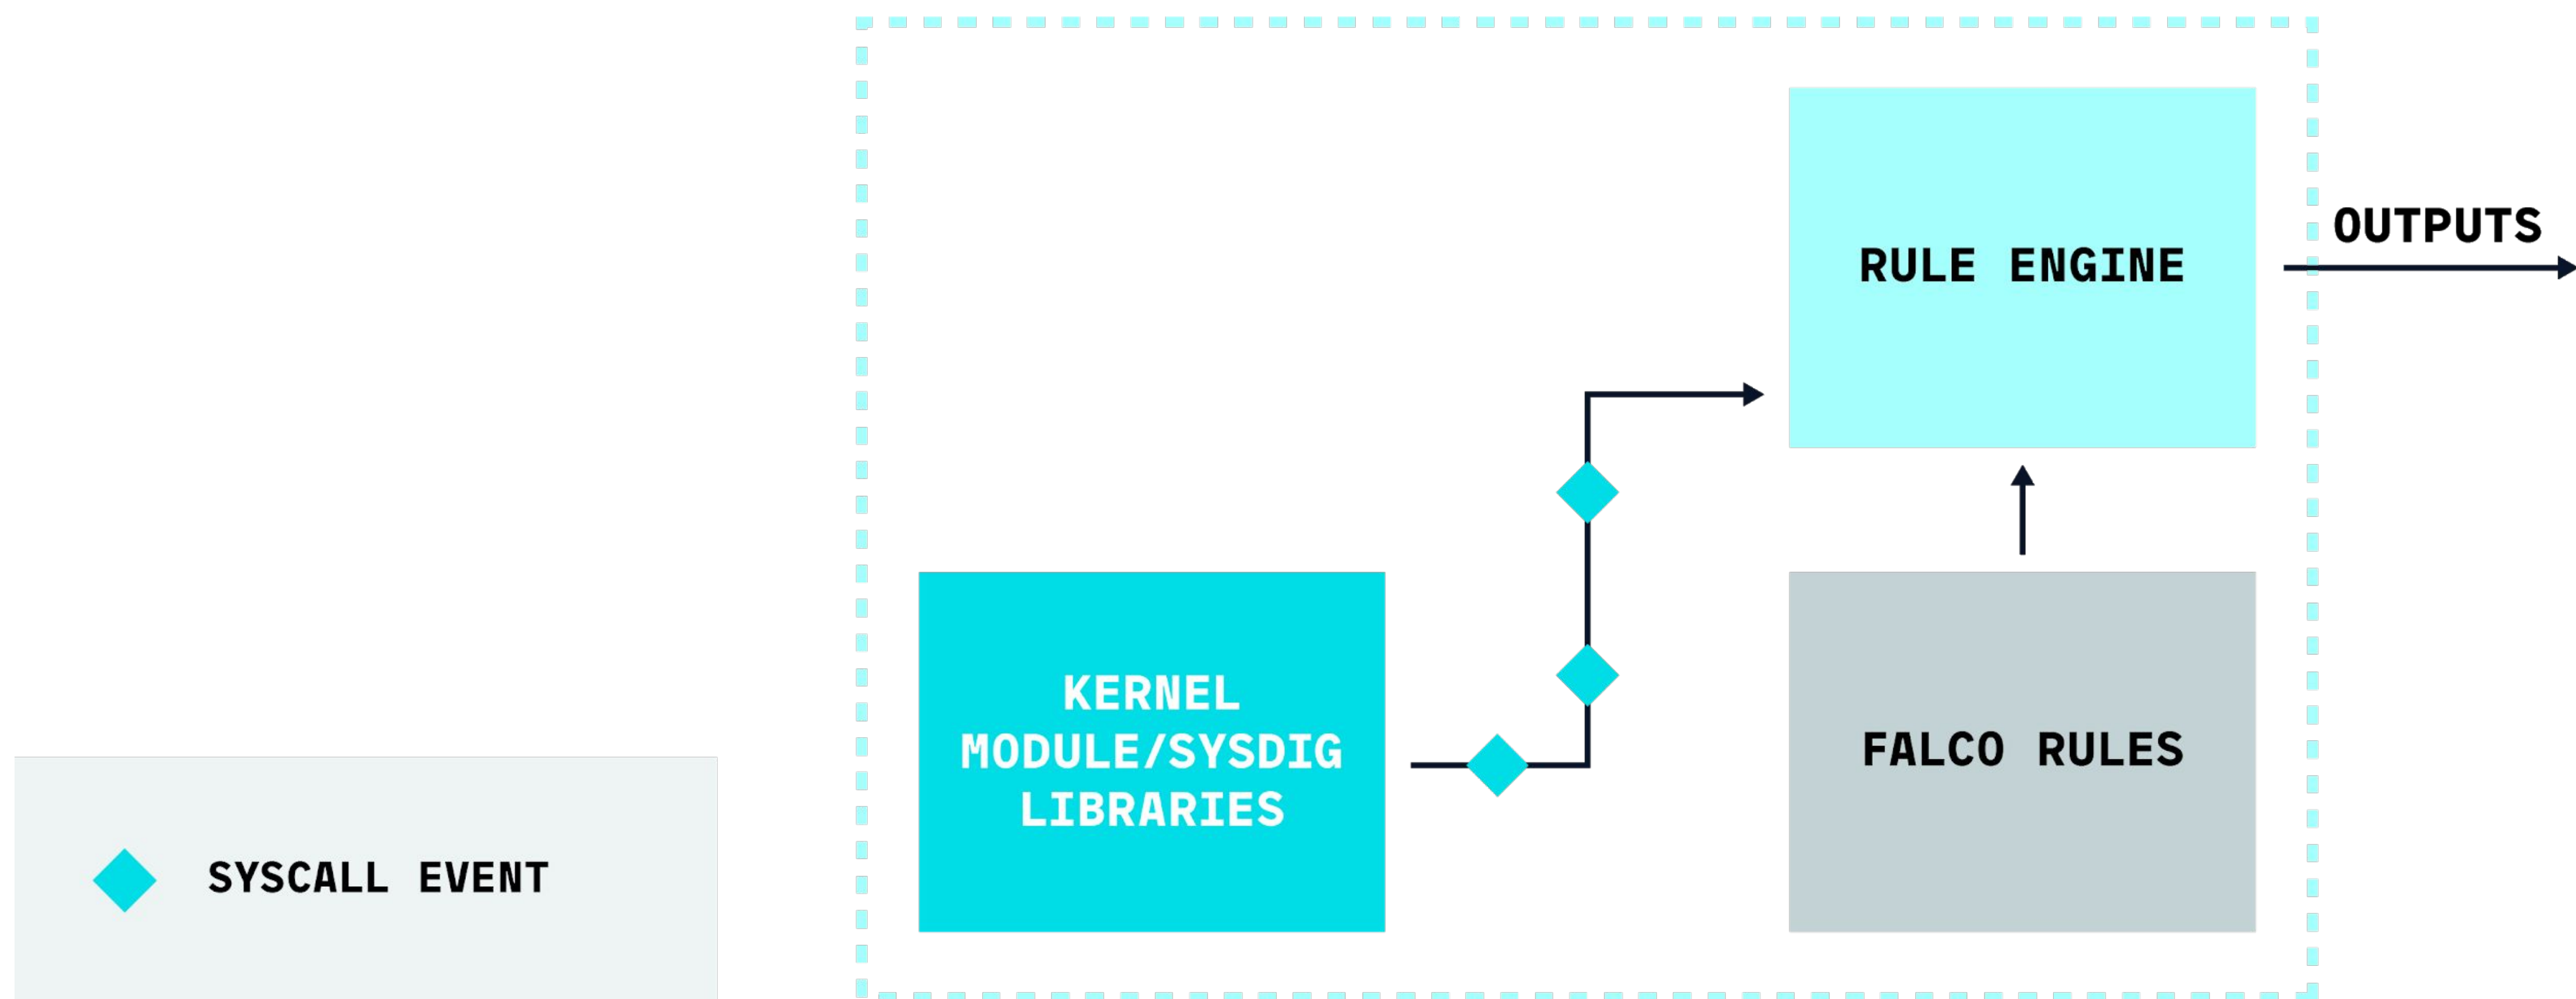 OUTPUTS
RULE ENGINE
KERNEL
MODULE/SYSDIG
LIBRARIES
FALCO RULES
SYSCALL EVENT